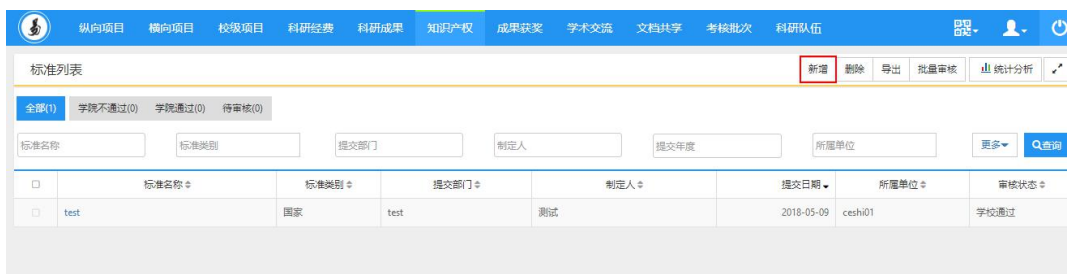 纵向项目 横向项目 校级项目 科研经费 科研成果 知识产权 成果获奖 学术交流 文档共享 考核批次 科研队伍
标准列表 新增 删除 导出 批量审核 统计分析
全部(1) 学院不通过(0) 学院通过(0) 待审核(0)
标准名称 标准类别 提交部门 制定人 提交年度 所属单位 更多 查询
标准名称 标准类别 提交部门 制定人 提交日期 所属单位 审核状态
test 国家 test 测试 2018-05-09 ceshi01 学校通过